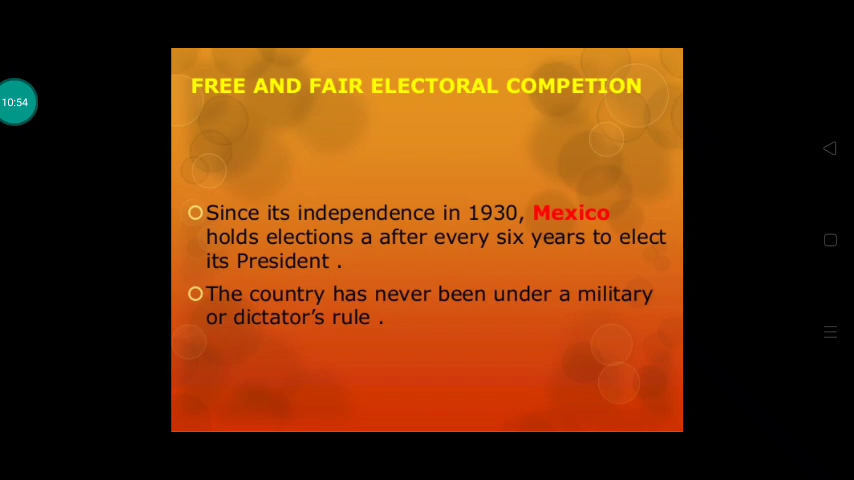 10:54
FREE AND FAIR ELECTORAL COMPETION
Since its independence in 1930, Mexico
holds elections a after every six years to elect
its President .
The country has never been under a military
or dictator’s rule .